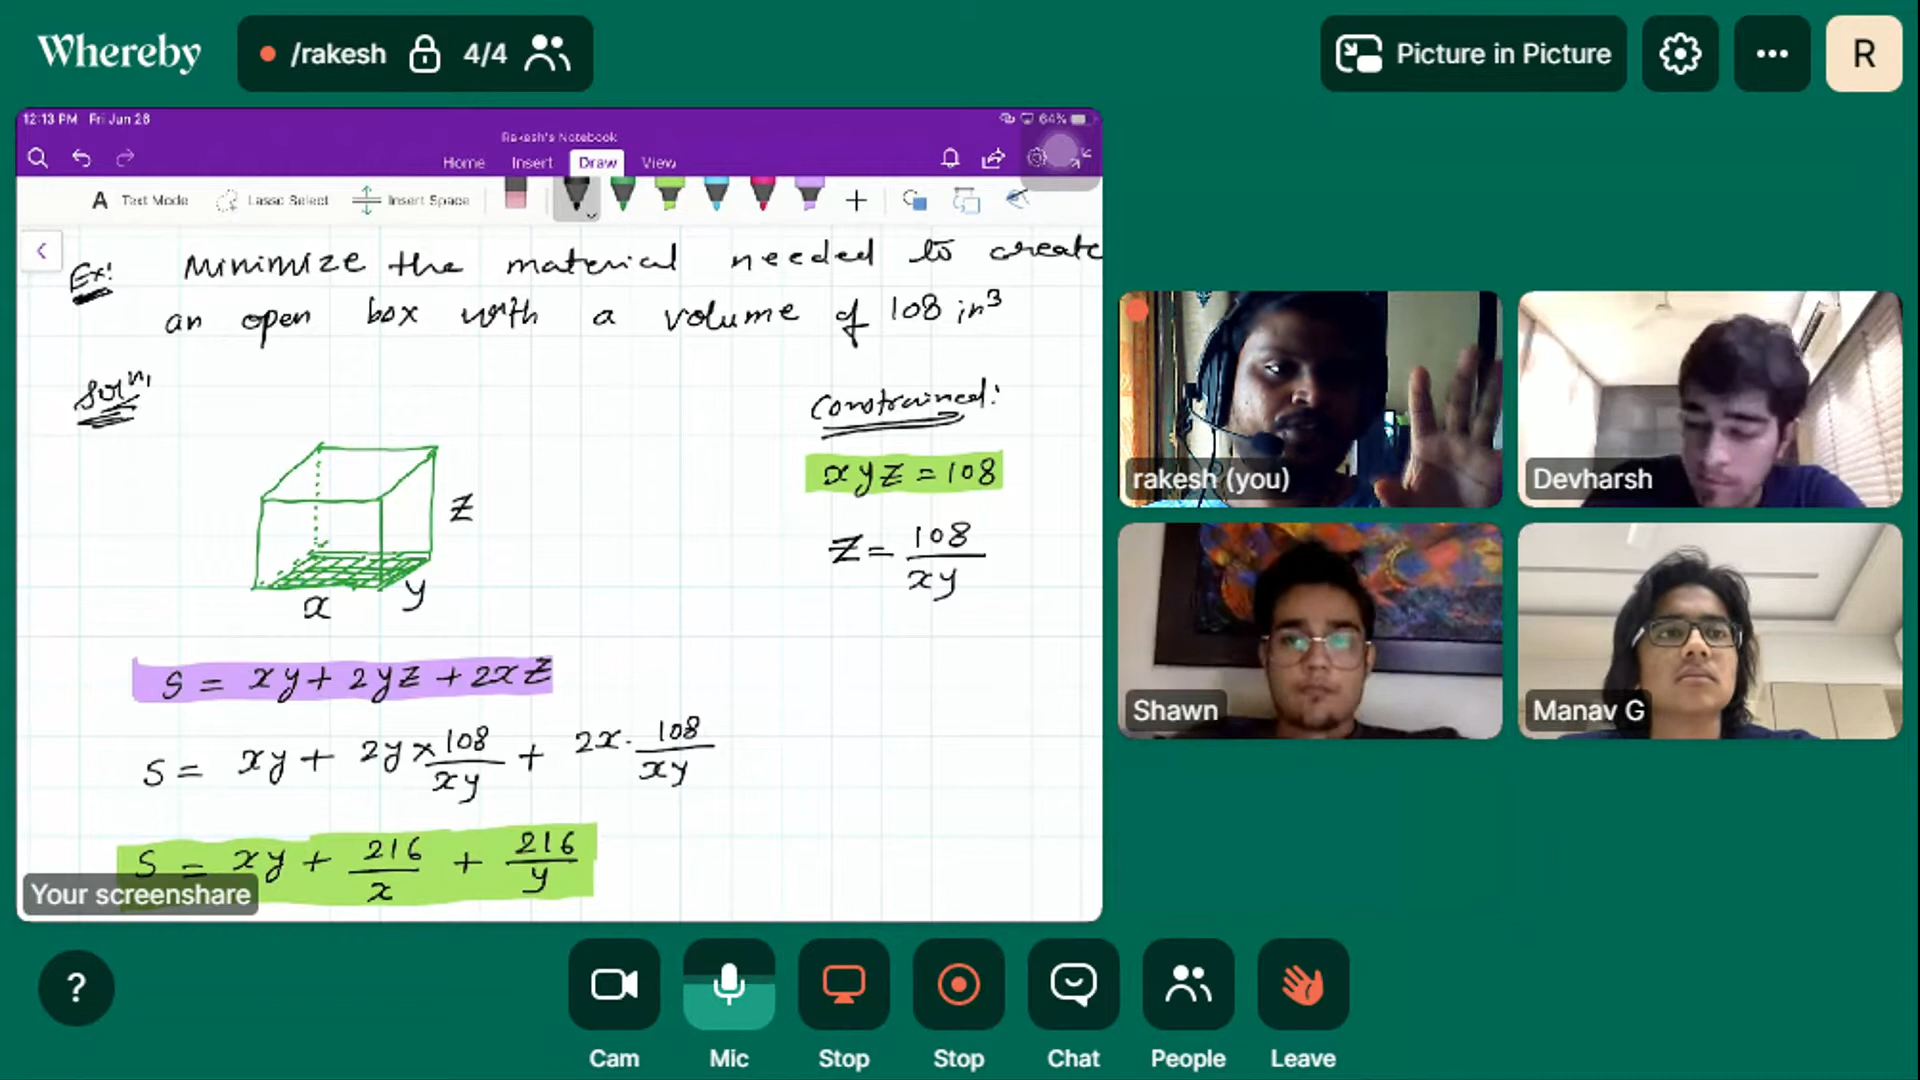 Whereby
/rakesh 4/4
Picture in Picture
R
12:13 PM Fri Jun 28
64%
Rakesh's Notebook
Home Insert Draw View
A Text Mode Lasso Select Insert Space
Ex: Minimize the material needed to create
an open box with a volume of 108 in³
Solⁿ,
Constrained:
xyz = 108
z = 108/xy
z
x y
S = xy + 2yz + 2xz
S = xy + 2y × 108/xy + 2x · 108/xy
S = xy + 216/x + 216/y
Your screenshare
rakesh (you)
Devharsh
Shawn
Manav G
?
Cam Mic Stop Stop Chat People Leave